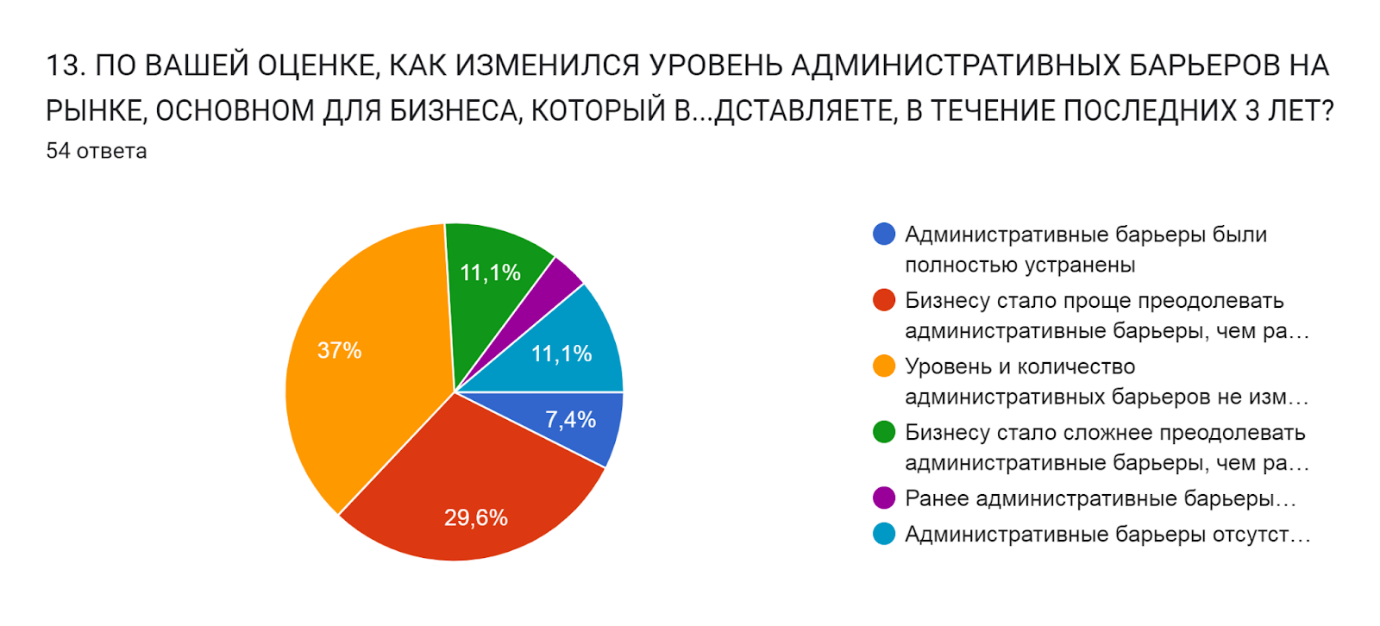 13. ПО ВАШЕЙ ОЦЕНКЕ, КАК ИЗМЕНИЛСЯ УРОВЕНЬ АДМИНИСТРАТИВНЫХ БАРЬЕРОВ НА
РЫНКЕ, ОСНОВНОМ ДЛЯ БИЗНЕСА, КОТОРЫЙ В...ДСТАВЛЯЕТЕ, В ТЕЧЕНИЕ ПОСЛЕДНИХ 3 ЛЕТ?
54 ответа
11,1%
37%
11,1%
7,4%
29,6%
Административные барьеры были
полностью устранены
Бизнесу стало проще преодолевать
административные барьеры, чем ра...
Уровень и количество
административных барьеров не изм...
Бизнесу стало сложнее преодолевать
административные барьеры, чем ра...
Ранее административные барьеры...
Административные барьеры отсутст...